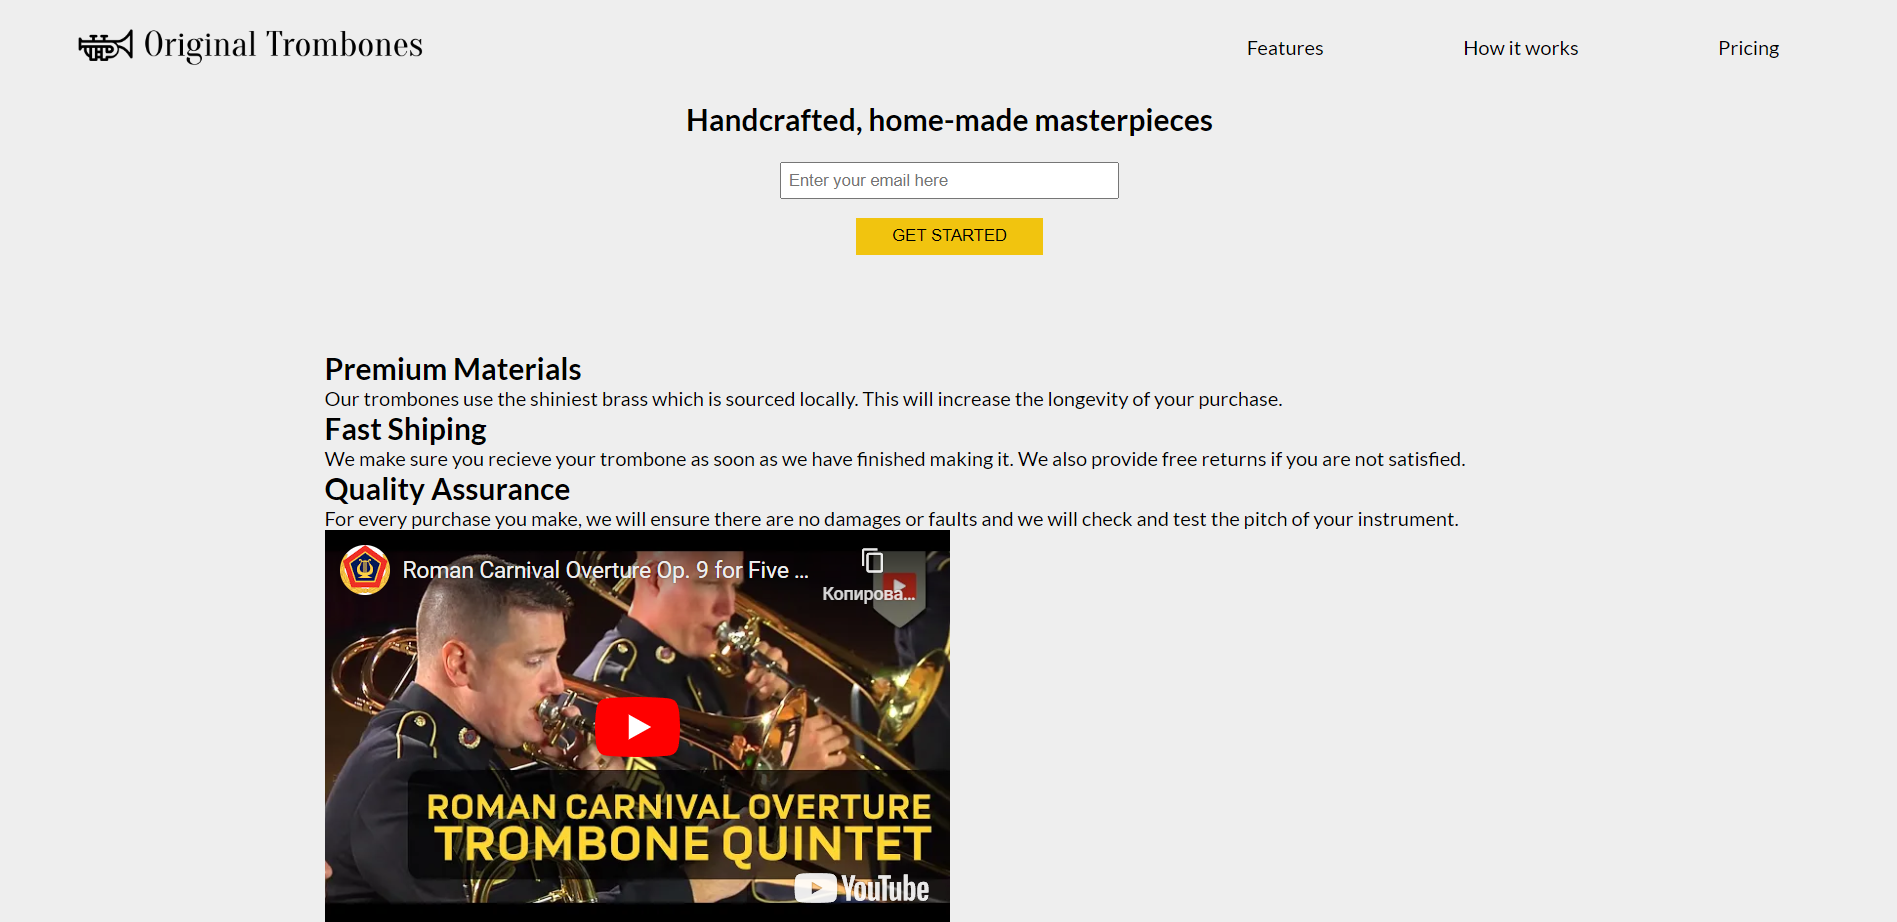 Original Trombones
Features
How it works
Pricing
Handcrafted, home-made masterpieces
Enter your email here
GET STARTED
Premium Materials
Our trombones use the shiniest brass which is sourced locally. This will increase the longevity of your purchase.
Fast Shiping
We make sure you recieve your trombone as soon as we have finished making it. We also provide free returns if you are not satisfied.
Quality Assurance
For every purchase you make, we will ensure there are no damages or faults and we will check and test the pitch of your instrument.
Roman Carnival Overture Op. 9 for Five ...
Копирова...
ROMAN CARNIVAL OVERTURE
TROMBONE QUINTET
YouTube